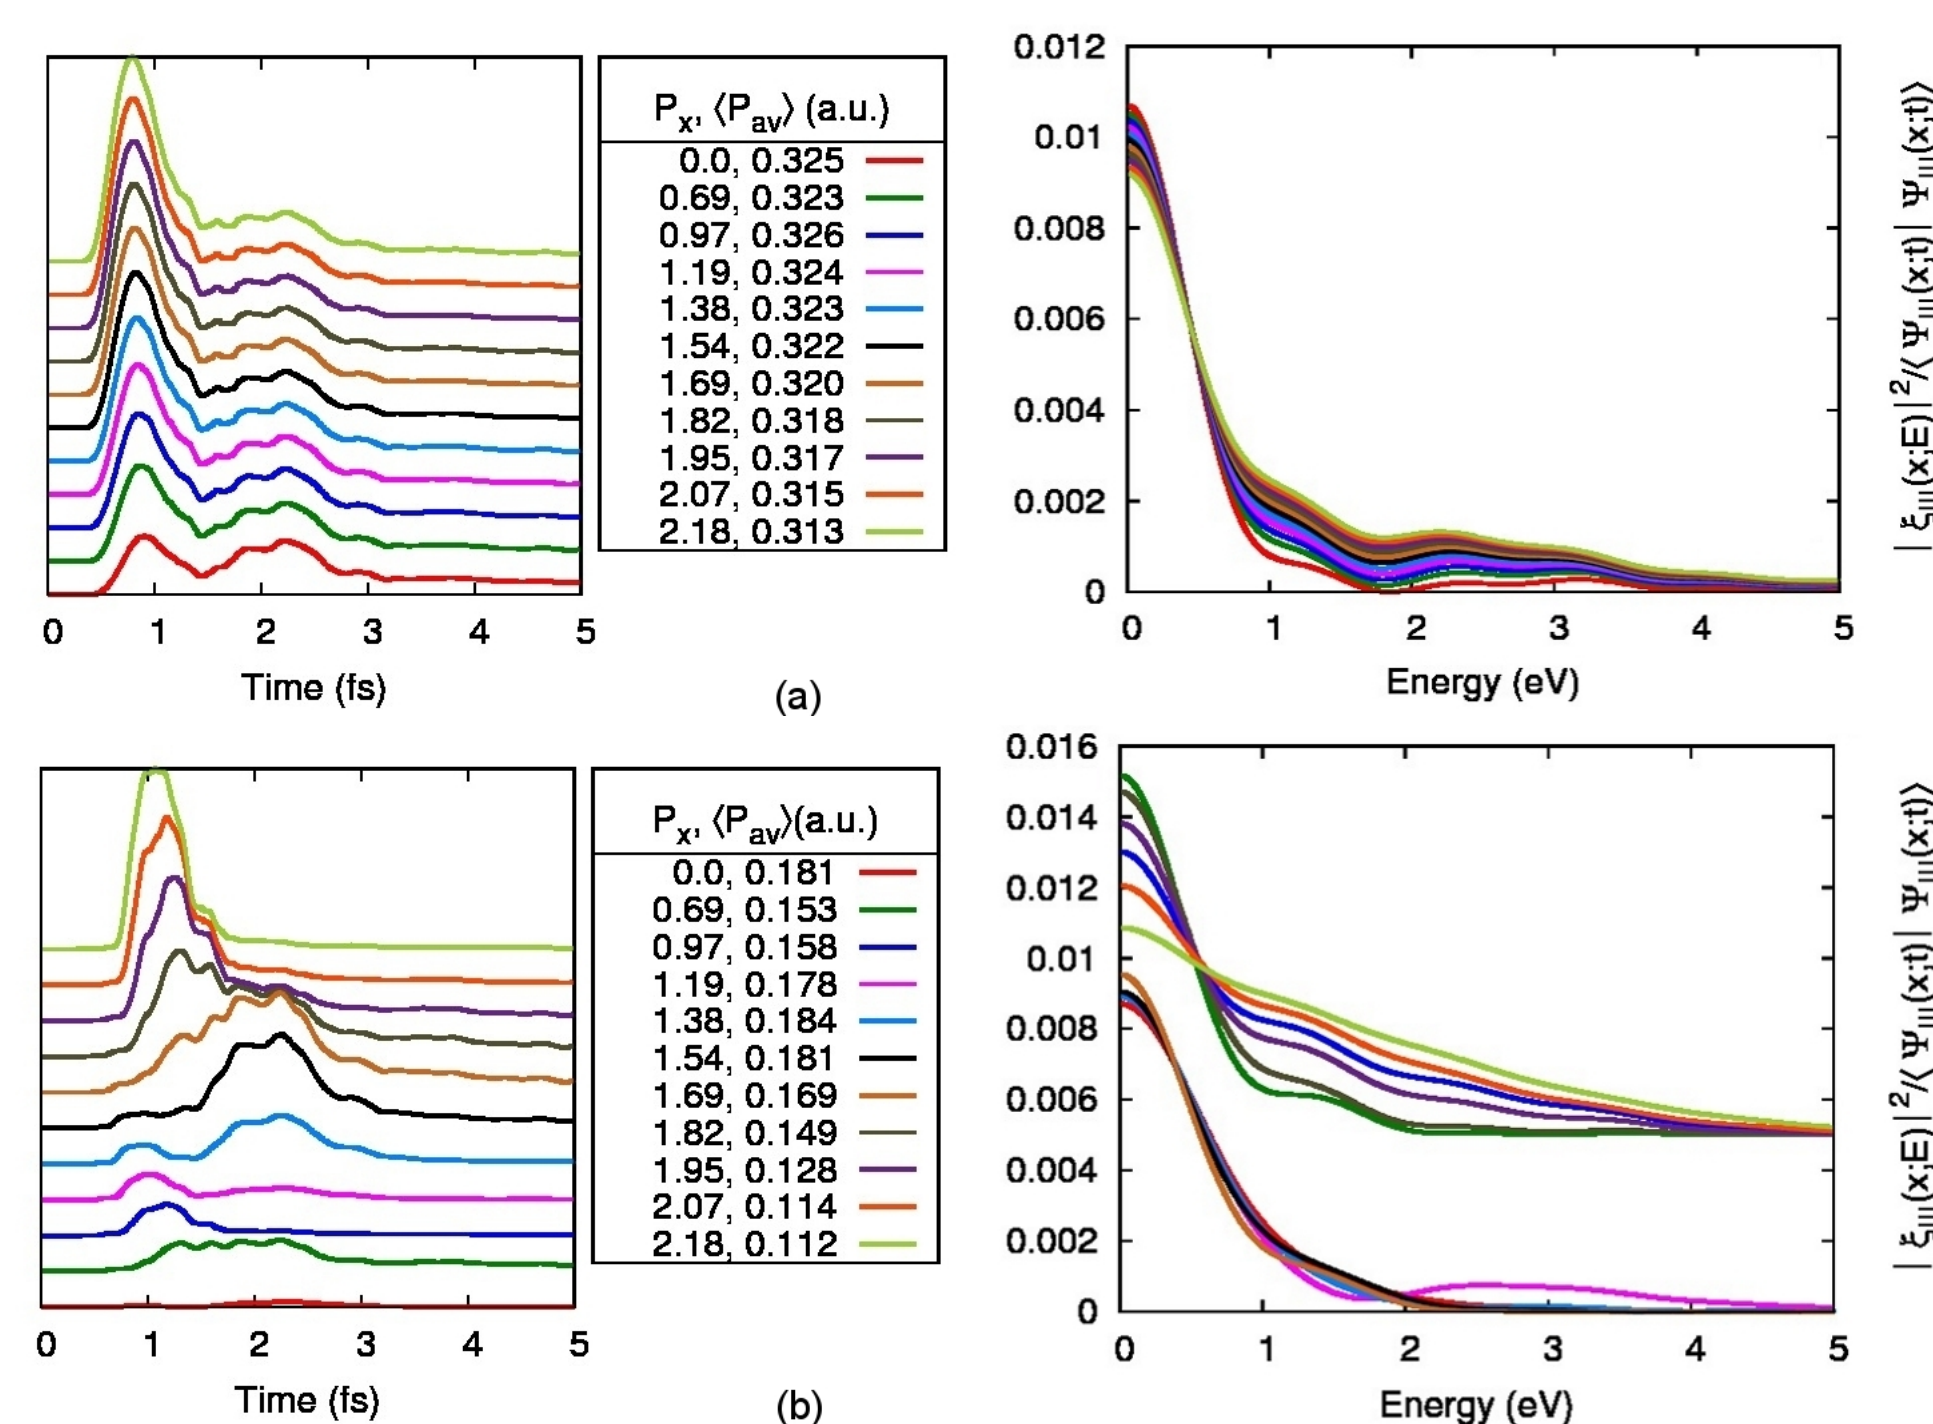 P_x, ⟨P_av⟩ (a.u.)
0.0, 0.325
0.69, 0.323
0.97, 0.326
1.19, 0.324
1.38, 0.323
1.54, 0.322
1.69, 0.320
1.82, 0.318
1.95, 0.317
2.07, 0.315
2.18, 0.313
0 1 2 3 4 5
Time (fs)
(a)
0.012
0.01
0.008
0.006
0.004
0.002
0
0 1 2 3 4 5
Energy (eV)
| ξ_III(x;E)|²/⟨ Ψ_III(x;t)| Ψ_III(x;t)⟩
P_x, ⟨P_av⟩(a.u.)
0.0, 0.181
0.69, 0.153
0.97, 0.158
1.19, 0.178
1.38, 0.184
1.54, 0.181
1.69, 0.169
1.82, 0.149
1.95, 0.128
2.07, 0.114
2.18, 0.112
0 1 2 3 4 5
Time (fs)
(b)
0.016
0.014
0.012
0.01
0.008
0.006
0.004
0.002
0
0 1 2 3 4 5
Energy (eV)
| ξ_III(x;E)|²/⟨ Ψ_III(x;t)| Ψ_III(x;t)⟩